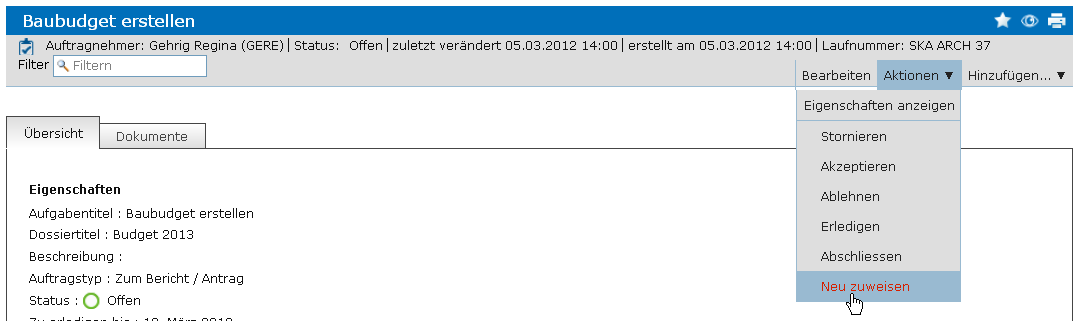 Baubudget erstellen
Auftragnehmer: Gehrig Regina (GERE) | Status: Offen | zuletzt verändert 05.03.2012 14:00 | erstellt am 05.03.2012 14:00 | Laufnummer: SKA ARCH 37
Filter Filtern
Bearbeiten Aktionen ▼ Hinzufügen... ▼
Eigenschaften anzeigen
Stornieren
Akzeptieren
Ablehnen
Erledigen
Abschliessen
Neu zuweisen
Übersicht Dokumente
Eigenschaften
Aufgabentitel : Baubudget erstellen
Dossiertitel : Budget 2013
Beschreibung :
Auftragstyp : Zum Bericht / Antrag
Status : Offen